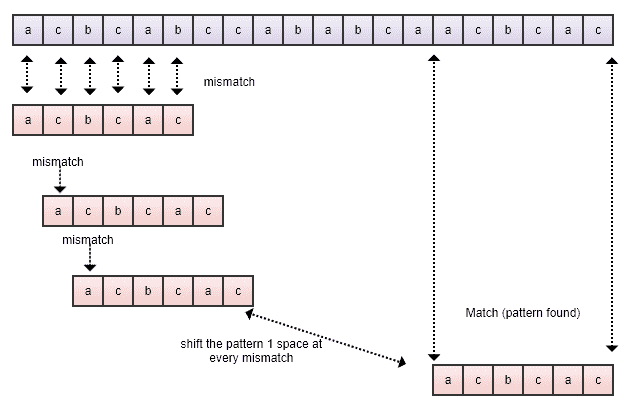 a c b c a b c c a b a b c a a c b c a c
mismatch
a c b c a c
mismatch
a c b c a c
mismatch
a c b c a c
Match (pattern found)
shift the pattern 1 space at
every mismatch
a c b c a c